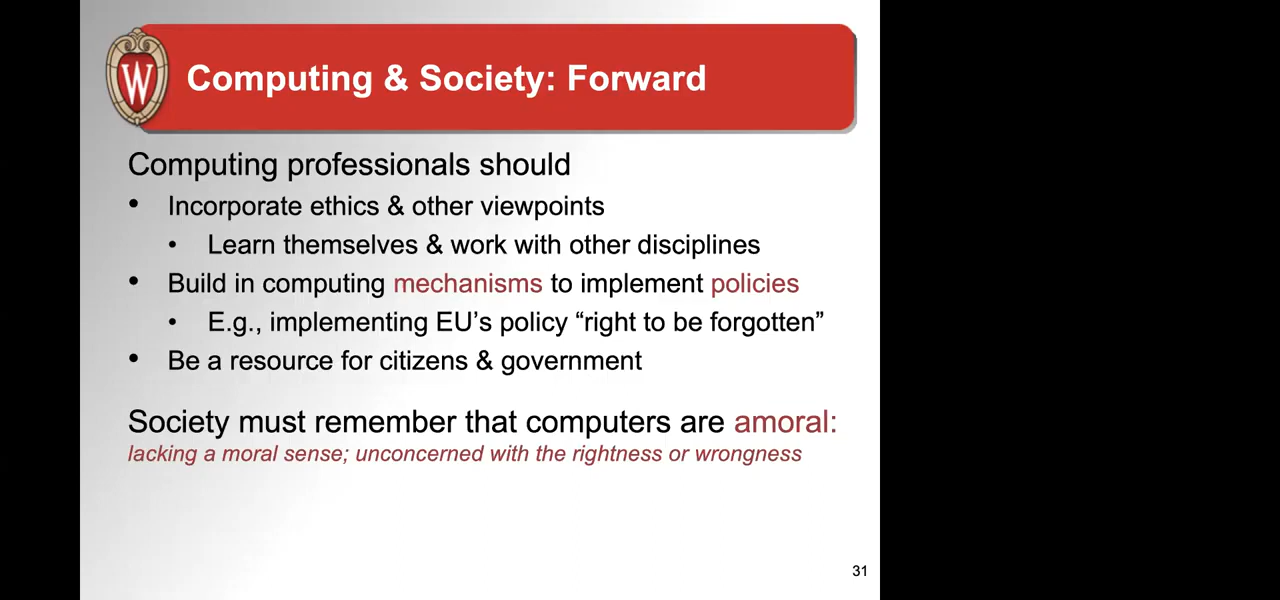 W
Computing & Society: Forward
Computing professionals should
• Incorporate ethics & other viewpoints
• Learn themselves & work with other disciplines
• Build in computing mechanisms to implement policies
• E.g., implementing EU’s policy “right to be forgotten”
• Be a resource for citizens & government
Society must remember that computers are amoral:
lacking a moral sense; unconcerned with the rightness or wrongness
31